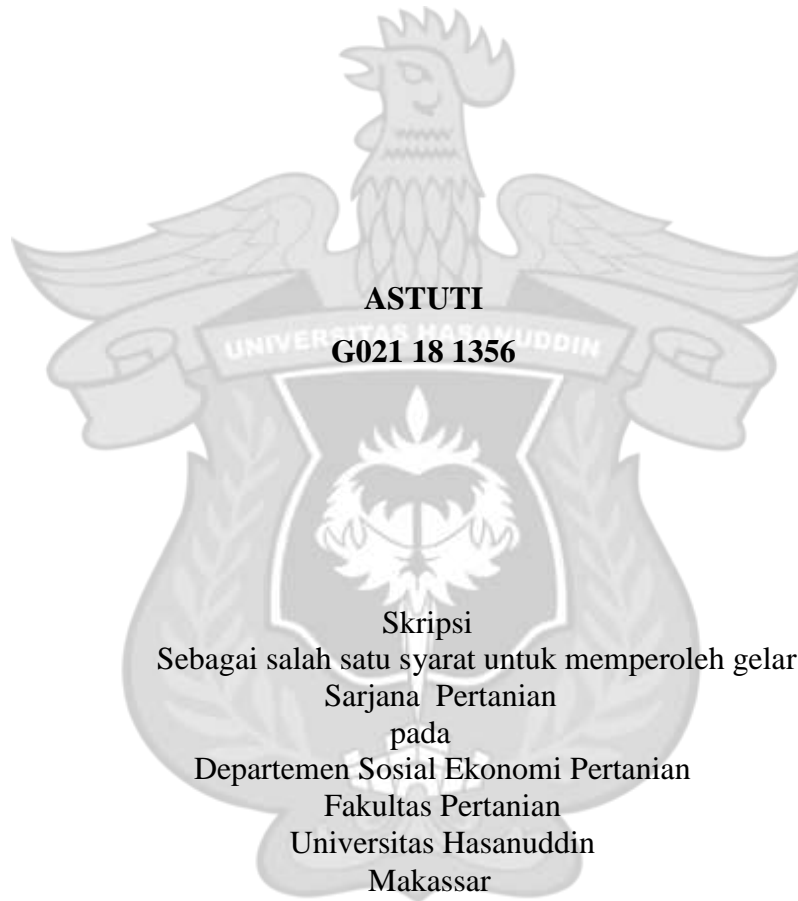 ASTUTI
UNIVERSITAS HASANUDDIN
G021 18 1356
Skripsi
Sebagai salah satu syarat untuk memperoleh gelar
Sarjana Pertanian
pada
Departemen Sosial Ekonomi Pertanian
Fakultas Pertanian
Universitas Hasanuddin
Makassar